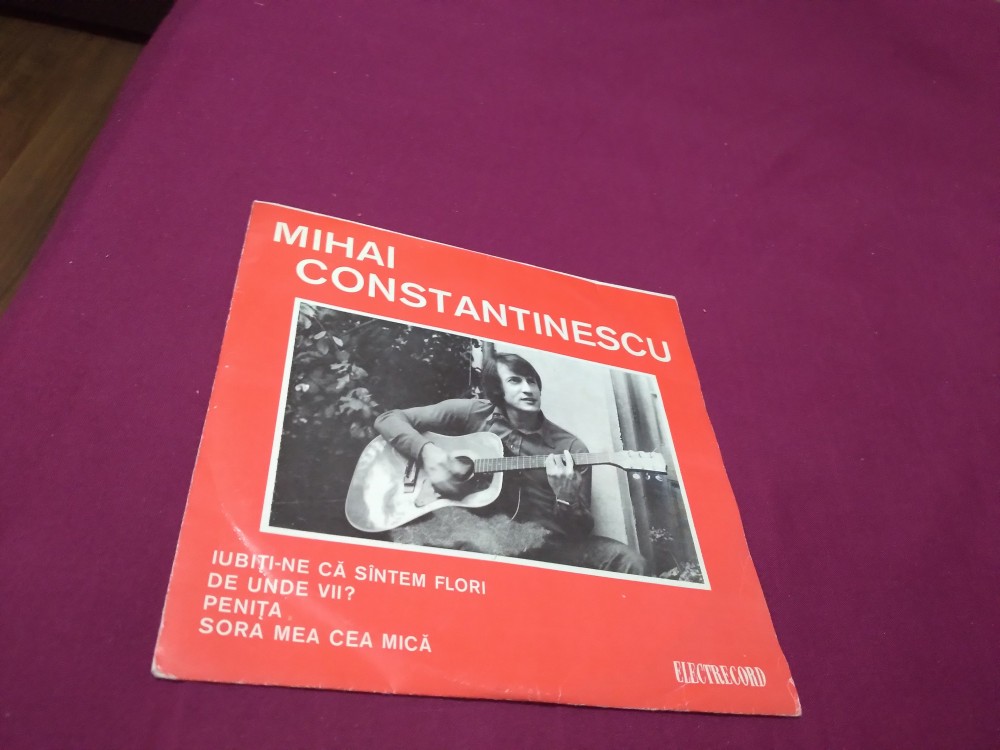 MIHAI
CONSTANTINESCU
IUBIȚI-NE CĂ SÎNTEM FLORI
DE UNDE VII?
PENIȚA
SORA MEA CEA MICĂ
ELECTRECORD